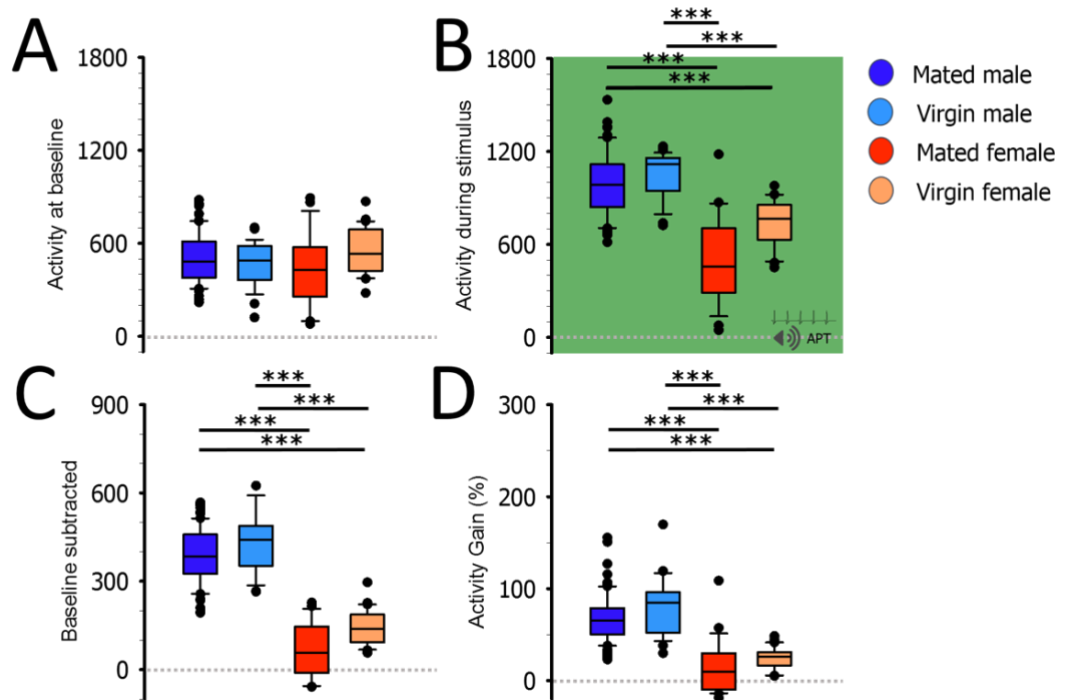 A
B
***
***
***
***
1800
1200
600
0
Activity at baseline
1800
1200
600
0
Activity during stimulus
APT
Mated male
Virgin male
Mated female
Virgin female
C
D
***
***
***
***
900
600
300
0
Baseline subtracted
***
***
***
***
300
200
100
0
Activity Gain (%)